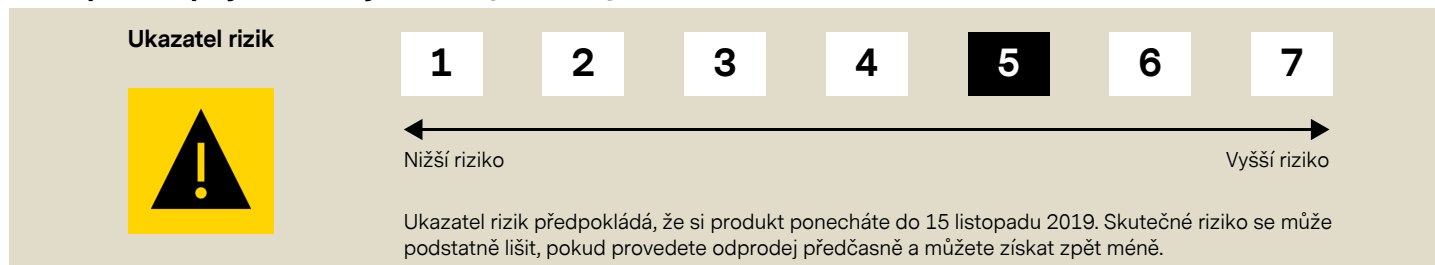 Ukazatel rizik
1 2 3 4 5 6 7
Nižší riziko Vyšší riziko
Ukazatel rizik předpokládá, že si produkt ponecháte do 15 listopadu 2019. Skutečné riziko se může
podstatně lišit, pokud provedete odprodej předčasně a můžete získat zpět méně.